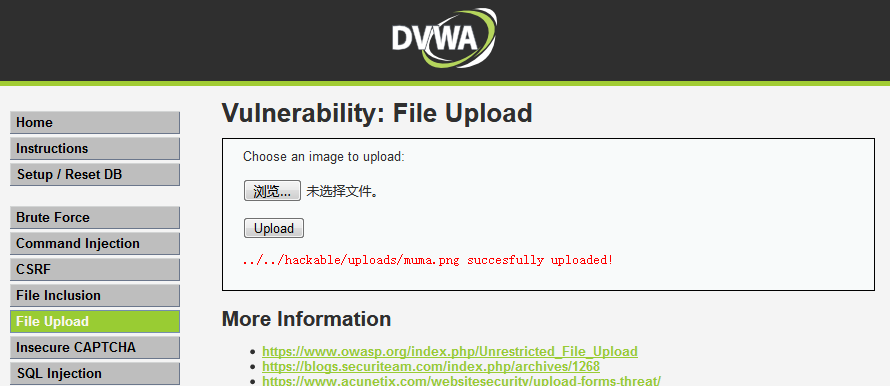 DVWA
Vulnerability: File Upload
Home
Instructions
Setup / Reset DB
Brute Force
Command Injection
CSRF
File Inclusion
File Upload
Insecure CAPTCHA
SQL Injection
Choose an image to upload:
浏览... 未选择文件。
Upload
../../hackable/uploads/muma.png succesfully uploaded!
More Information
https://www.owasp.org/index.php/Unrestricted_File_Upload
https://blogs.securiteam.com/index.php/archives/1268
https://www.acunetix.com/websitesecurity/upload-forms-threat/